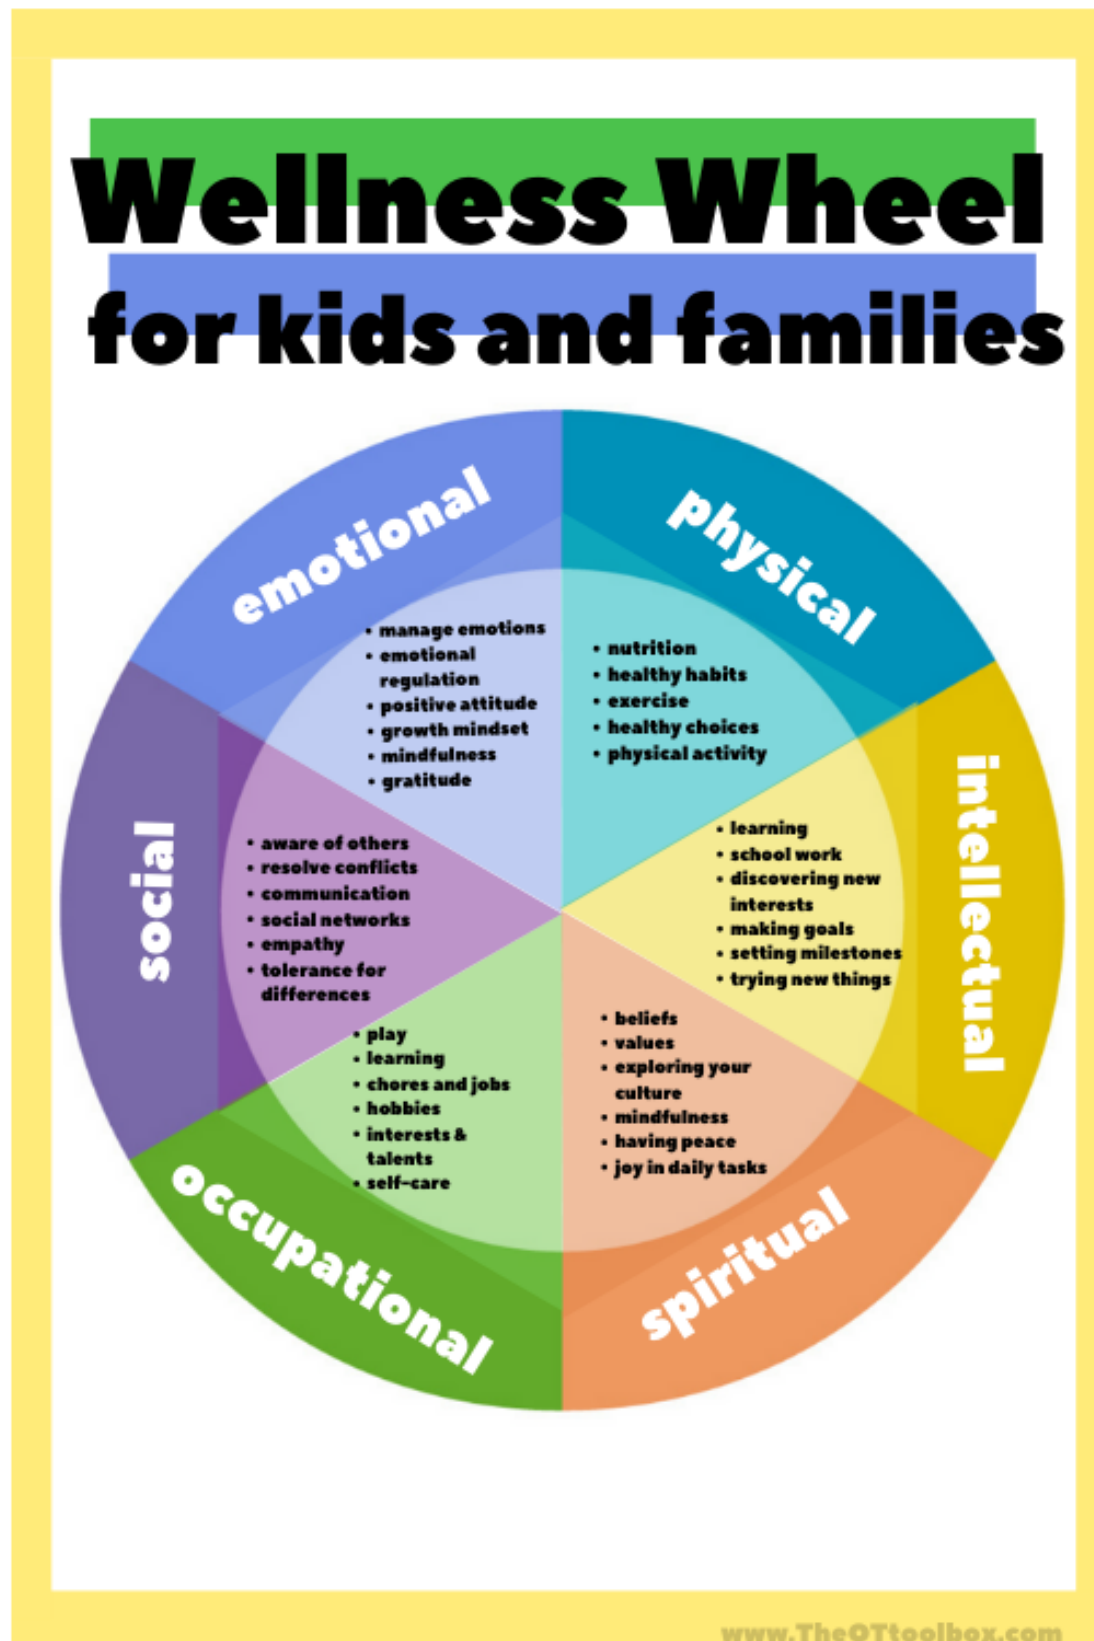 Wellness Wheel
for kids and families
emotional
• manage emotions
• emotional
regulation
• positive attitude
• growth mindset
• mindfulness
• gratitude
physical
• nutrition
• healthy habits
• exercise
• healthy choices
• physical activity
intellectual
• learning
• school work
• discovering new
interests
• making goals
• setting milestones
• trying new things
spiritual
• beliefs
• values
• exploring your
culture
• mindfulness
• having peace
• joy in daily tasks
occupational
• play
• learning
• chores and jobs
• hobbies
• interests &
talents
• self-care
social
• aware of others
• resolve conflicts
• communication
• social networks
• empathy
• tolerance for
differences
www.TheOTtoolbox.com